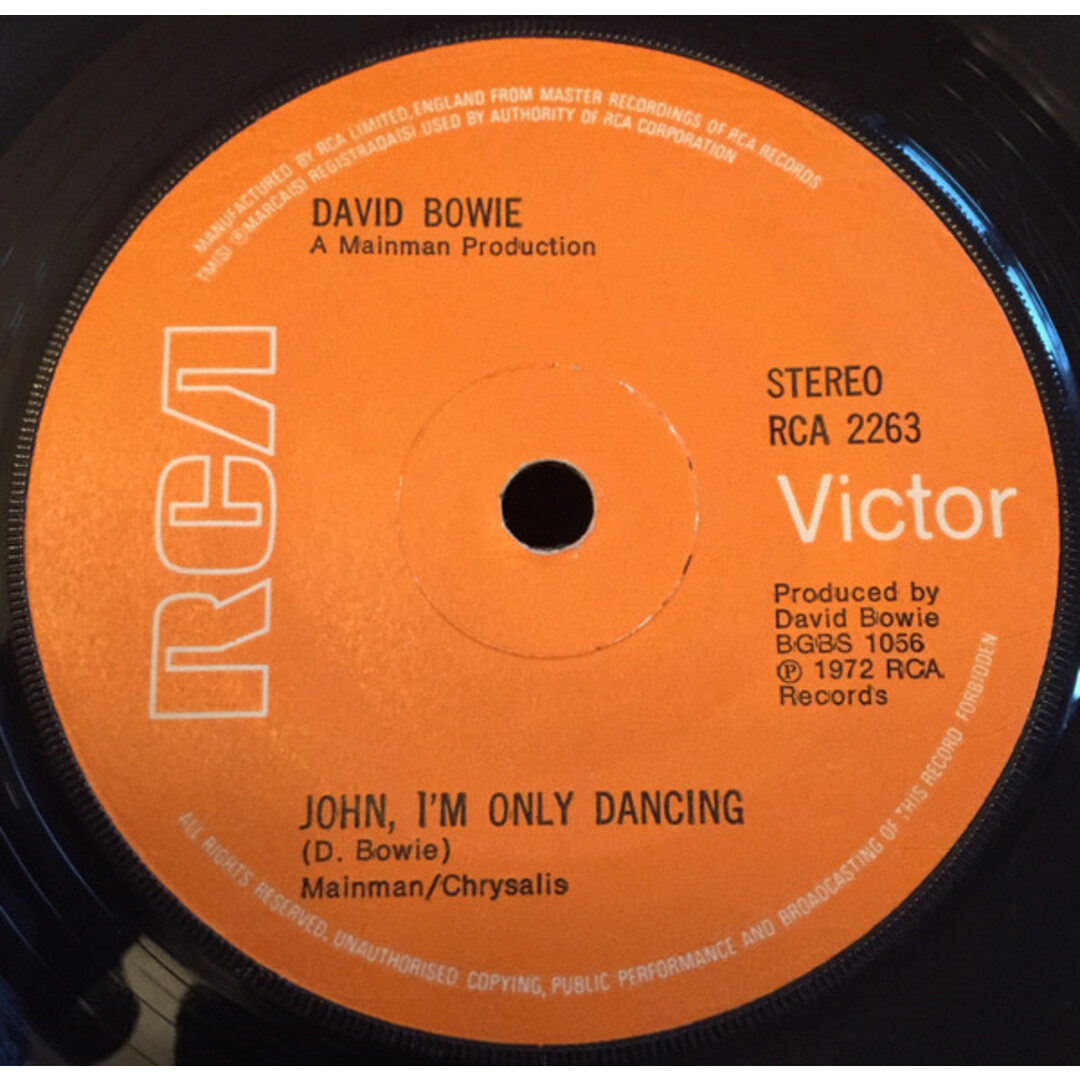 MANUFACTURED BY RCA LIMITED, ENGLAND FROM MASTER RECORDINGS OF RCA RECORDS
TM(S) ® MARCA(S) REGISTRADA(S) USED BY AUTHORITY OF RCA CORPORATION
DAVID BOWIE
A Mainman Production
RCA
STEREO
RCA 2263
Victor
Produced by
David Bowie
BGBS 1056
℗ 1972 RCA
Records
JOHN, I'M ONLY DANCING
(D. Bowie)
Mainman/Chrysalis
ALL RIGHTS RESERVED. UNAUTHORISED COPYING, PUBLIC PERFORMANCE AND BROADCASTING OF THIS RECORD FORBIDDEN